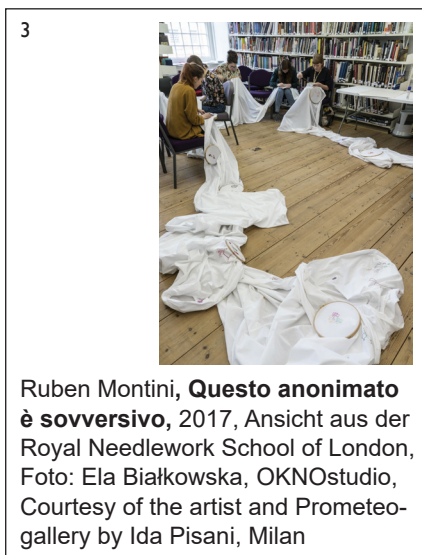 3
Ruben Montini, Questo anonimato
è sovversivo, 2017, Ansicht aus der
Royal Needlework School of London,
Foto: Ela Białkowska, OKNOstudio,
Courtesy of the artist and Prometeo-
gallery by Ida Pisani, Milan